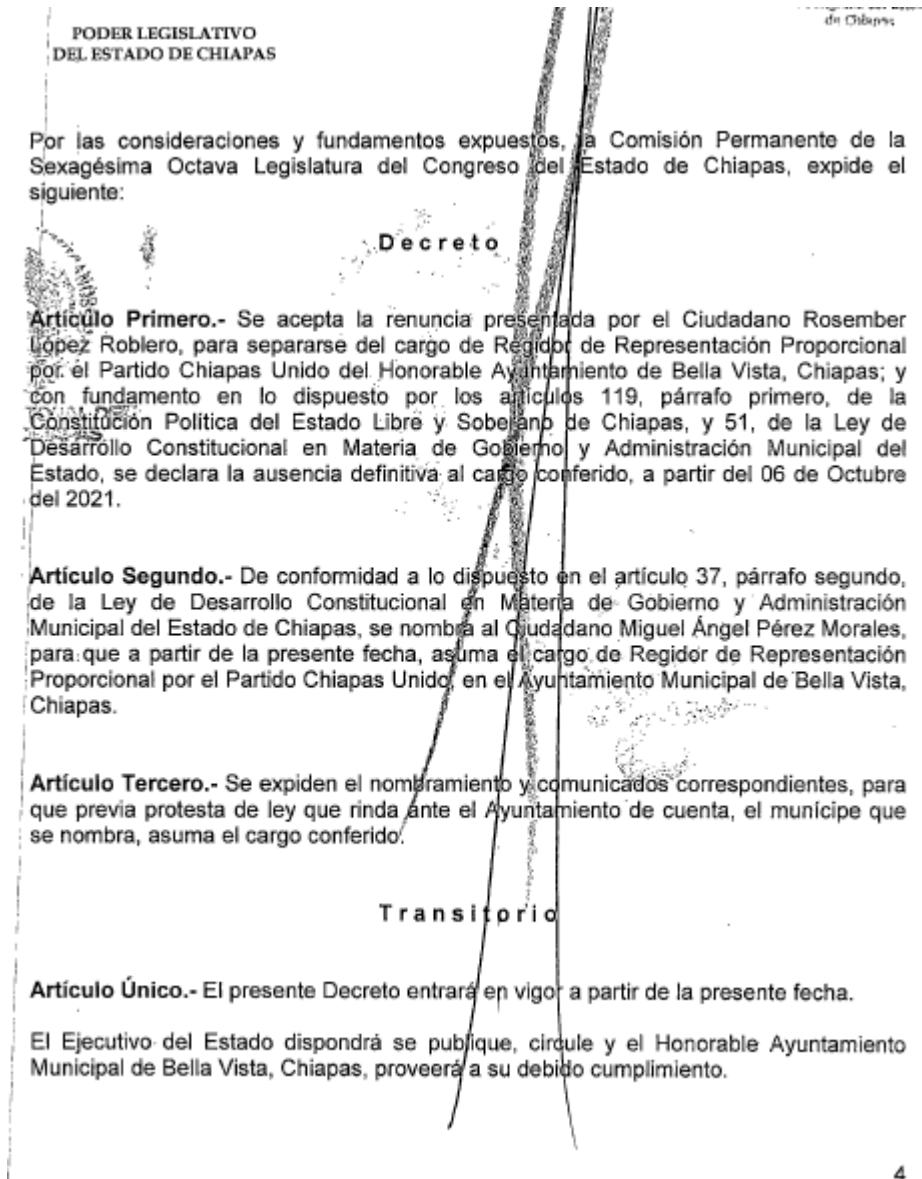 PODER LEGISLATIVO
DEL ESTADO DE CHIAPAS
de Chiapas
Por las consideraciones y fundamentos expuestos, la Comisión Permanente de la
Sexagésima Octava Legislatura del Congreso del Estado de Chiapas, expide el
siguiente:
D e c r e t o
Artículo Primero.- Se acepta la renuncia presentada por el Ciudadano Rosember
López Roblero, para separarse del cargo de Regidor de Representación Proporcional
por el Partido Chiapas Unido del Honorable Ayuntamiento de Bella Vista, Chiapas; y
con fundamento en lo dispuesto por los artículos 119, párrafo primero, de la
Constitución Política del Estado Libre y Soberano de Chiapas, y 51, de la Ley de
Desarrollo Constitucional en Materia de Gobierno y Administración Municipal del
Estado, se declara la ausencia definitiva al cargo conferido, a partir del 06 de Octubre
del 2021.
Artículo Segundo.- De conformidad a lo dispuesto en el artículo 37, párrafo segundo,
de la Ley de Desarrollo Constitucional en Materia de Gobierno y Administración
Municipal del Estado de Chiapas, se nombra al Ciudadano Miguel Ángel Pérez Morales,
para que a partir de la presente fecha, asuma el cargo de Regidor de Representación
Proporcional por el Partido Chiapas Unido, en el Ayuntamiento Municipal de Bella Vista,
Chiapas.
Artículo Tercero.- Se expiden el nombramiento y comunicados correspondientes, para
que previa protesta de ley que rinda ante el Ayuntamiento de cuenta, el munícipe que
se nombra, asuma el cargo conferido.
T r a n s i t o r i o
Artículo Único.- El presente Decreto entrará en vigor a partir de la presente fecha.
El Ejecutivo del Estado dispondrá se publique, circule y el Honorable Ayuntamiento
Municipal de Bella Vista, Chiapas, proveerá a su debido cumplimiento.
4